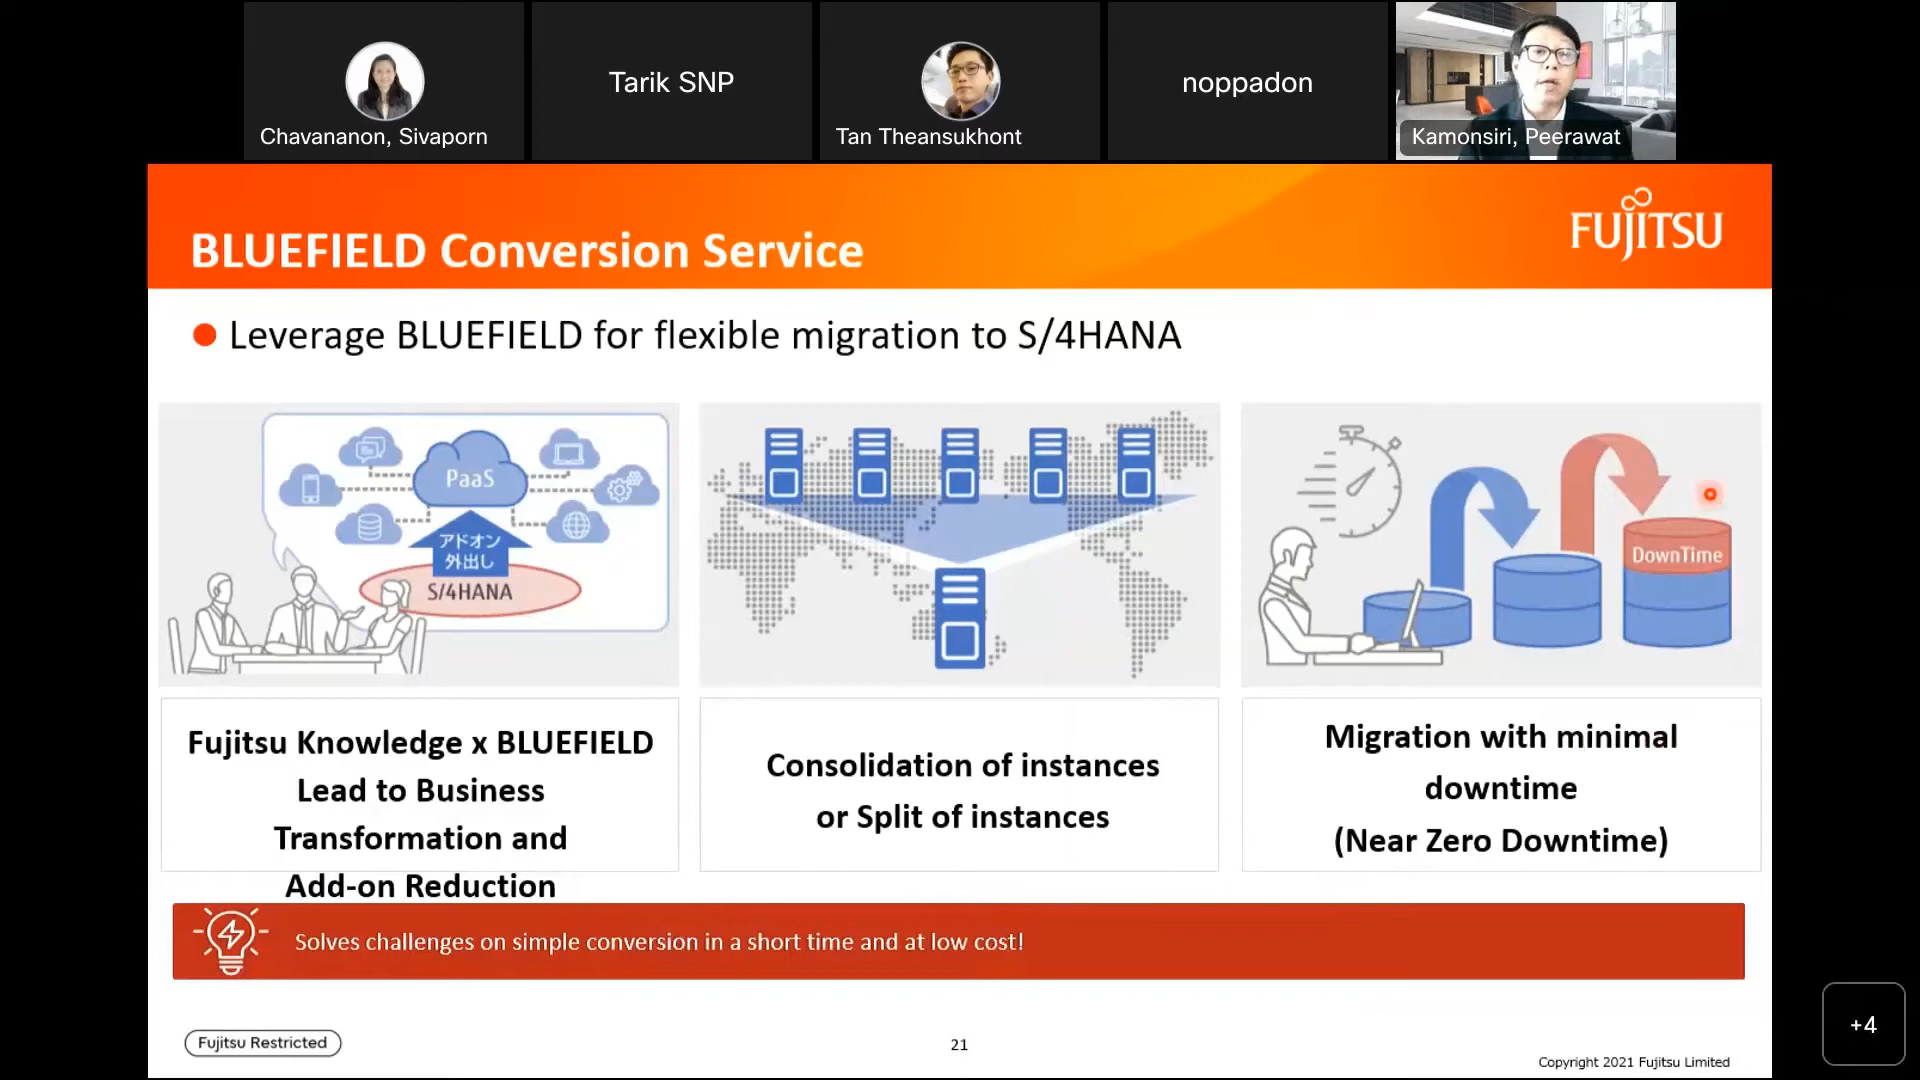 Chavananon, Sivaporn
Tarik SNP
Tan Theansukhont
noppadon
Kamonsiri, Peerawat
BLUEFIELD Conversion Service
FUJITSU
Leverage BLUEFIELD for flexible migration to S/4HANA
PaaS
アドオン
外出し
S/4HANA
DownTime
Fujitsu Knowledge x BLUEFIELD
Lead to Business
Transformation and
Add-on Reduction
Consolidation of instances
or Split of instances
Migration with minimal
downtime
(Near Zero Downtime)
Solves challenges on simple conversion in a short time and at low cost!
Fujitsu Restricted
21
Copyright 2021 Fujitsu Limited
+4